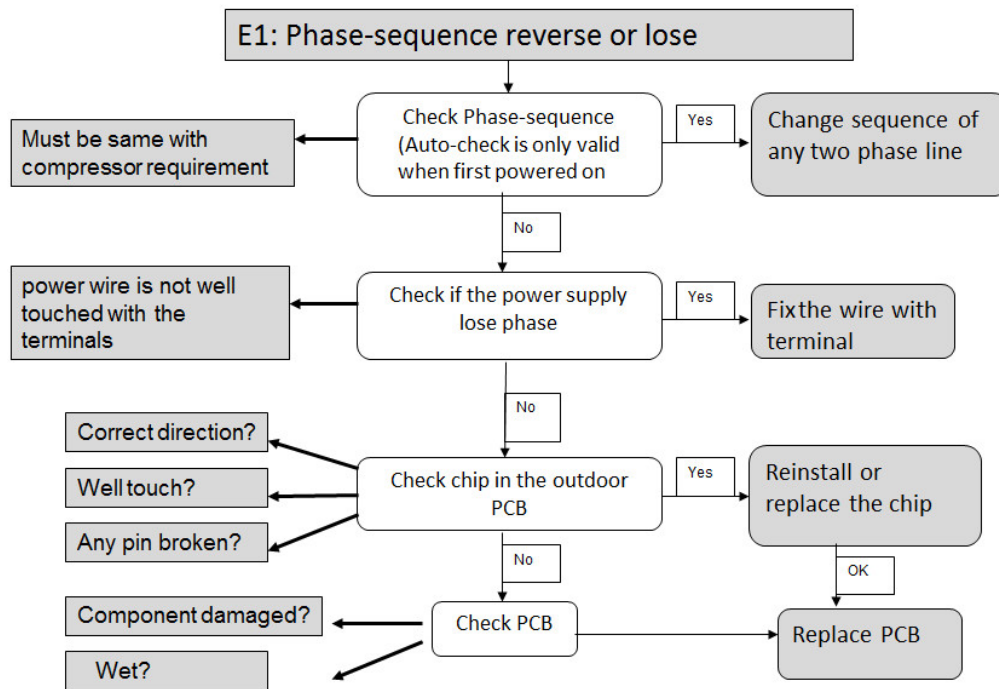 E1: Phase-sequence reverse or lose
Must be same with
compressor requirement
Check Phase-sequence
(Auto-check is only valid
when first powered on
Yes
Change sequence of
any two phase line
No
power wire is not well
touched with the
terminals
Check if the power supply
lose phase
Yes
Fix the wire with
terminal
No
Correct direction?
Well touch?
Any pin broken?
Check chip in the outdoor
PCB
Yes
Reinstall or
replace the chip
No
OK
Component damaged?
Wet?
Check PCB
Replace PCB